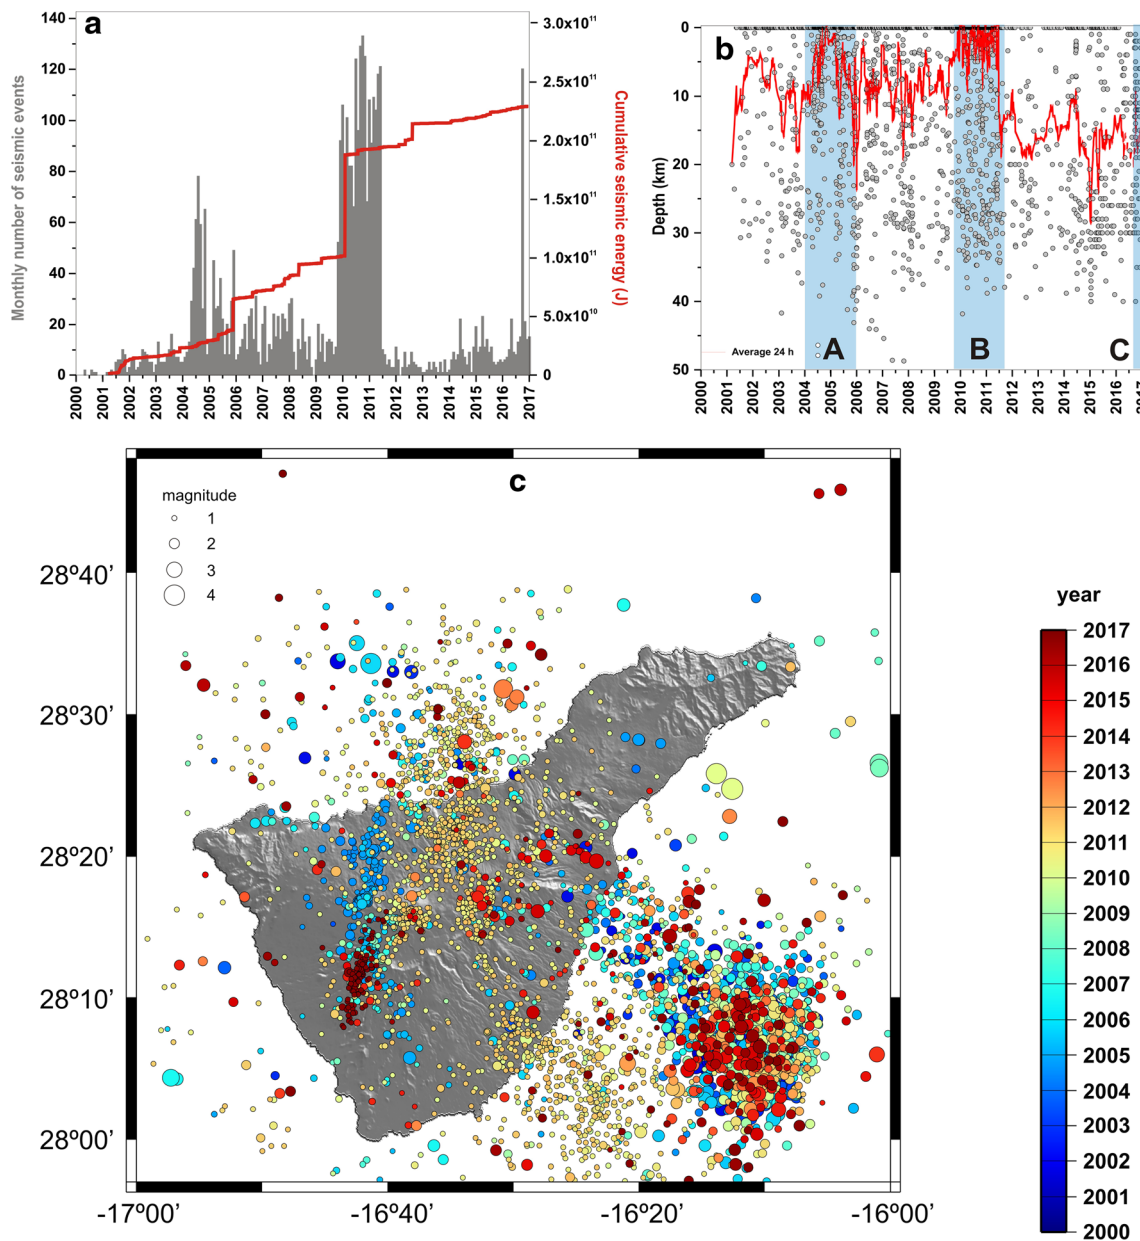 a
Monthly number of seismic events
140
120
100
80
60
40
20
0
3.0x10¹¹
2.5x10¹¹
2.0x10¹¹
1.5x10¹¹
1.0x10¹¹
5.0x10¹⁰
0
Cumulative seismic energy (J)
2000 2001 2002 2003 2004 2005 2006 2007 2008 2009 2010 2011 2012 2013 2014 2015 2016 2017
b
Depth (km)
0
10
20
30
40
50
Average 24 h
A B C
2000 2001 2002 2003 2004 2005 2006 2007 2008 2009 2010 2011 2012 2013 2014 2015 2016 2017
c
magnitude
1
2
3
4
28º40'
28º30'
28º20'
28º10'
28º00'
-17º00' -16º40' -16º20' -16º00'
year
2017
2016
2015
2014
2013
2012
2011
2010
2009
2008
2007
2006
2005
2004
2003
2002
2001
2000